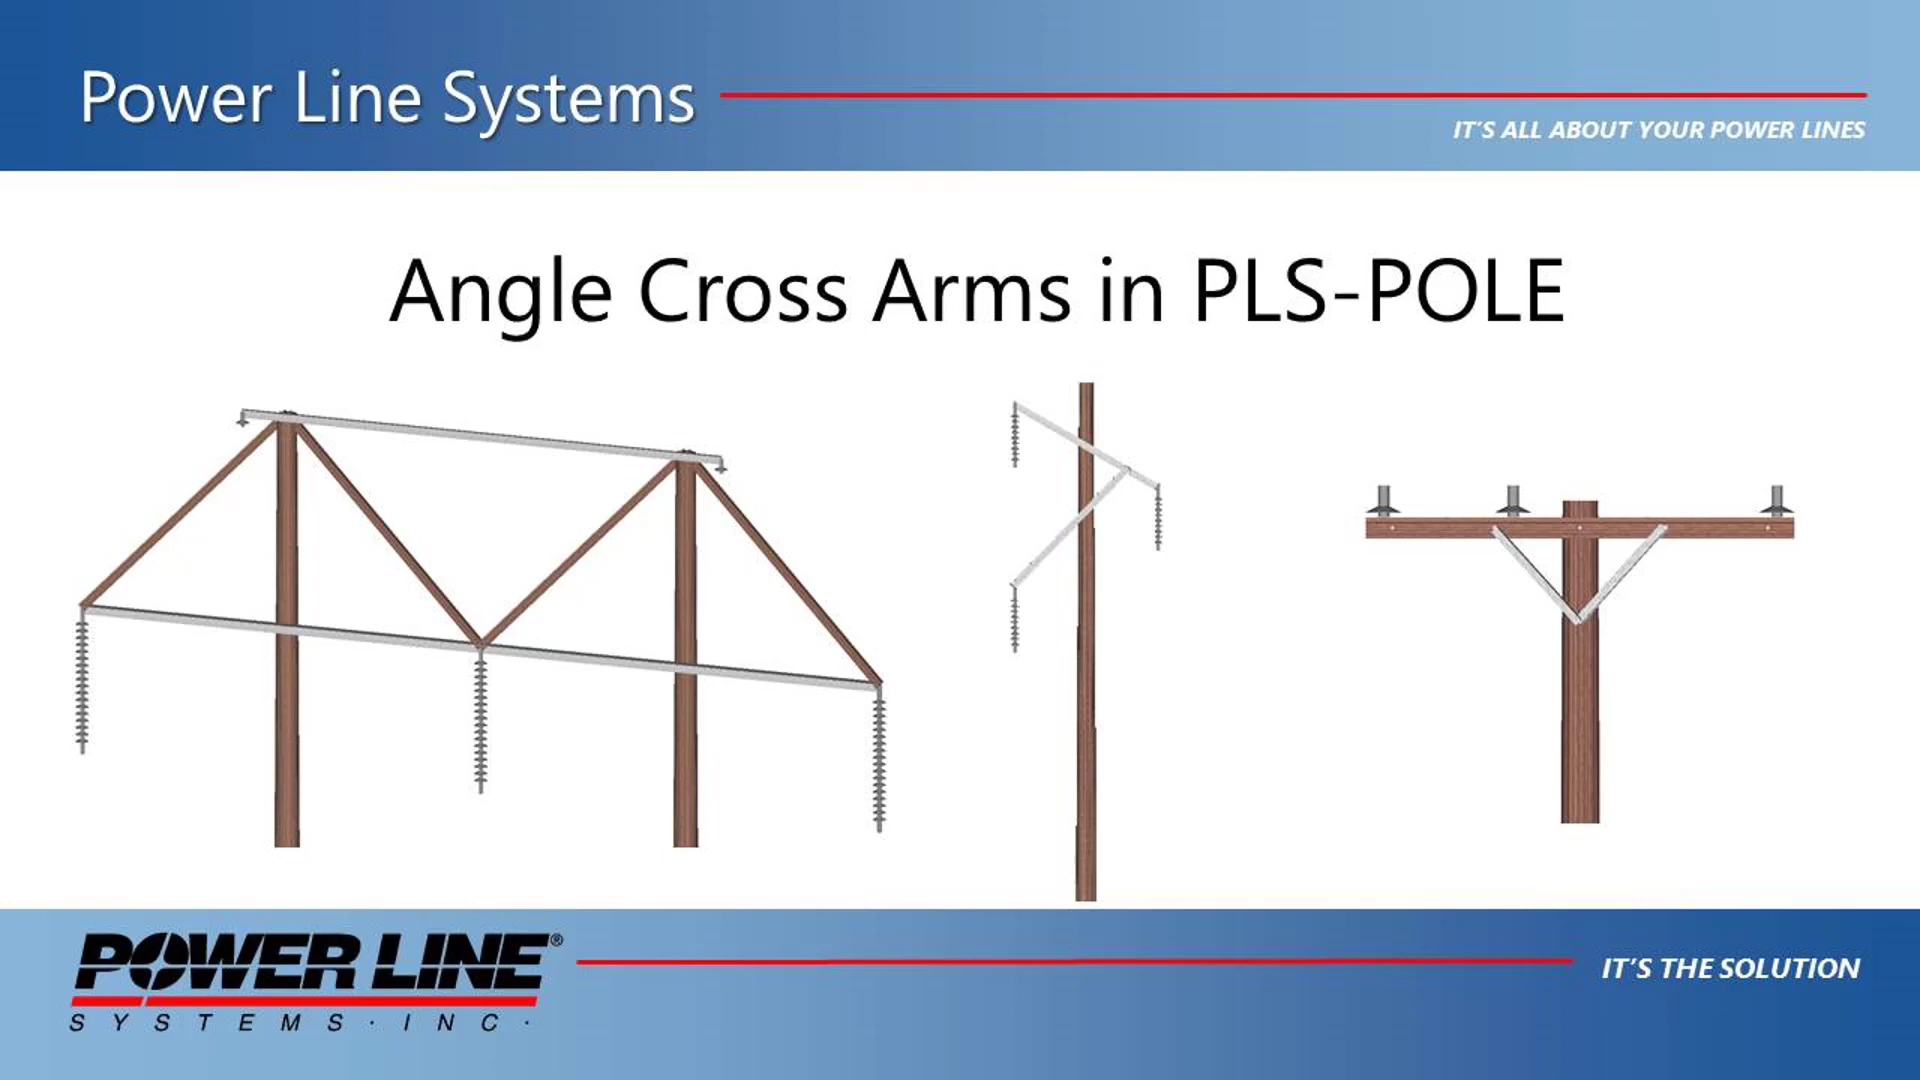 Power Line Systems
IT'S ALL ABOUT YOUR POWER LINES
Angle Cross Arms in PLS-POLE
POWER LINE®
SYSTEMS·INC·
IT'S THE SOLUTION